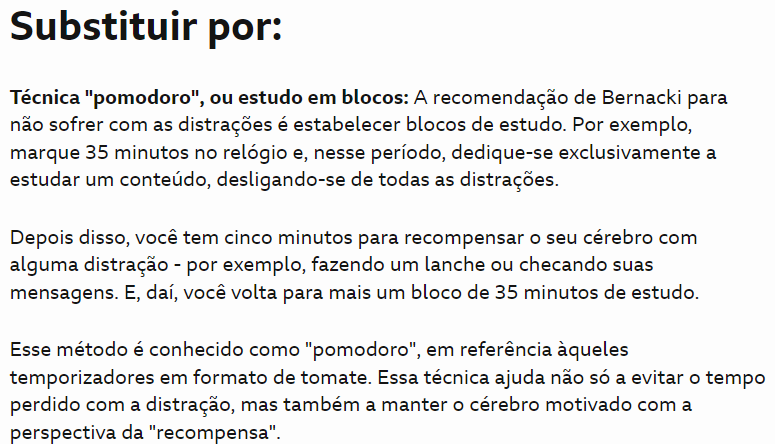 Substituir por:
Técnica "pomodoro", ou estudo em blocos: A recomendação de Bernacki para
não sofrer com as distrações é estabelecer blocos de estudo. Por exemplo,
marque 35 minutos no relógio e, nesse período, dedique-se exclusivamente a
estudar um conteúdo, desligando-se de todas as distrações.
Depois disso, você tem cinco minutos para recompensar o seu cérebro com
alguma distração - por exemplo, fazendo um lanche ou checando suas
mensagens. E, daí, você volta para mais um bloco de 35 minutos de estudo.
Esse método é conhecido como "pomodoro", em referência àqueles
temporizadores em formato de tomate. Essa técnica ajuda não só a evitar o tempo
perdido com a distração, mas também a manter o cérebro motivado com a
perspectiva da "recompensa".